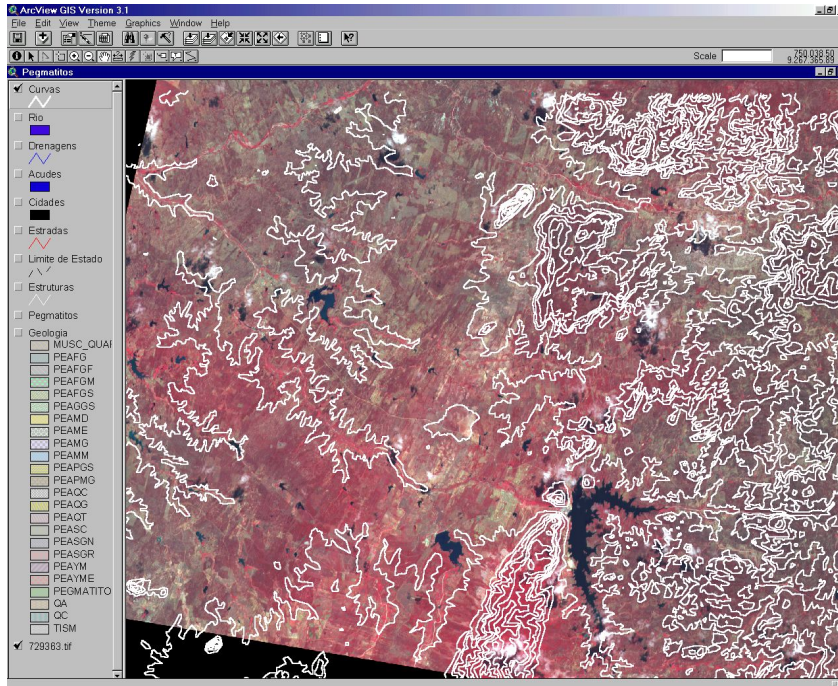 ArcView GIS Version 3.1
File Edit View Theme Graphics Window Help
Scale
750.038.50
9.267.365.89
Pegmatitos
Curvas
Rio
Drenagens
Acudes
Cidades
Estradas
Limite de Estado
Estruturas
Pegmatitos
Geologia
MUSC_QUAF
PEAFG
PEAFGF
PEAFGM
PEAFGS
PEAGGS
PEAMD
PEAME
PEAMG
PEAMM
PEAPGS
PEAPMG
PEAQC
PEAQG
PEAQT
PEASC
PEASGN
PEASGR
PEAYM
PEAYME
PEGMATITO
QA
QC
TISM
729363.tif